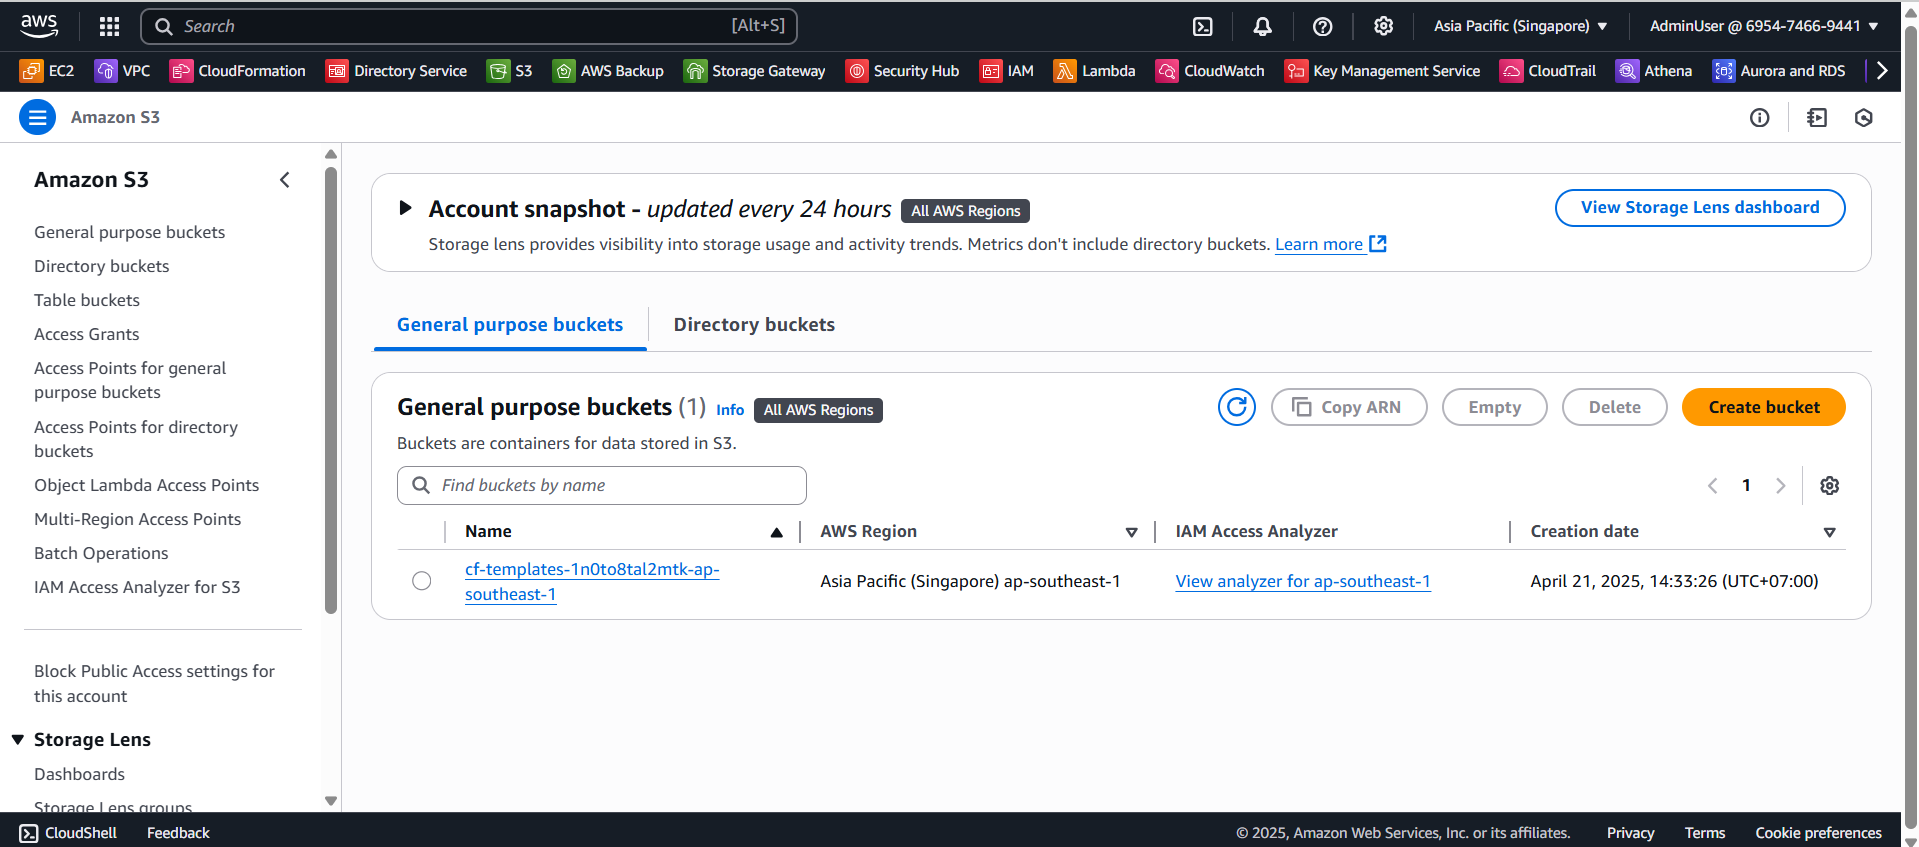 aws
Search
[Alt+S]
Asia Pacific (Singapore)
AdminUser @ 6954-7466-9441
EC2
VPC
CloudFormation
Directory Service
S3
AWS Backup
Storage Gateway
Security Hub
IAM
Lambda
CloudWatch
Key Management Service
CloudTrail
Athena
Aurora and RDS
Amazon S3
Amazon S3
General purpose buckets
Directory buckets
Table buckets
Access Grants
Access Points for general
purpose buckets
Access Points for directory
buckets
Object Lambda Access Points
Multi-Region Access Points
Batch Operations
IAM Access Analyzer for S3
Block Public Access settings for
this account
Storage Lens
Dashboards
Storage Lens groups
Account snapshot - updated every 24 hours
All AWS Regions
View Storage Lens dashboard
Storage lens provides visibility into storage usage and activity trends. Metrics don't include directory buckets. Learn more
General purpose buckets
Directory buckets
General purpose buckets (1)
Info
All AWS Regions
Copy ARN
Empty
Delete
Create bucket
Buckets are containers for data stored in S3.
Find buckets by name
1
Name
AWS Region
IAM Access Analyzer
Creation date
cf-templates-1n0to8tal2mtk-ap-
southeast-1
Asia Pacific (Singapore) ap-southeast-1
View analyzer for ap-southeast-1
April 21, 2025, 14:33:26 (UTC+07:00)
CloudShell
Feedback
© 2025, Amazon Web Services, Inc. or its affiliates.
Privacy
Terms
Cookie preferences